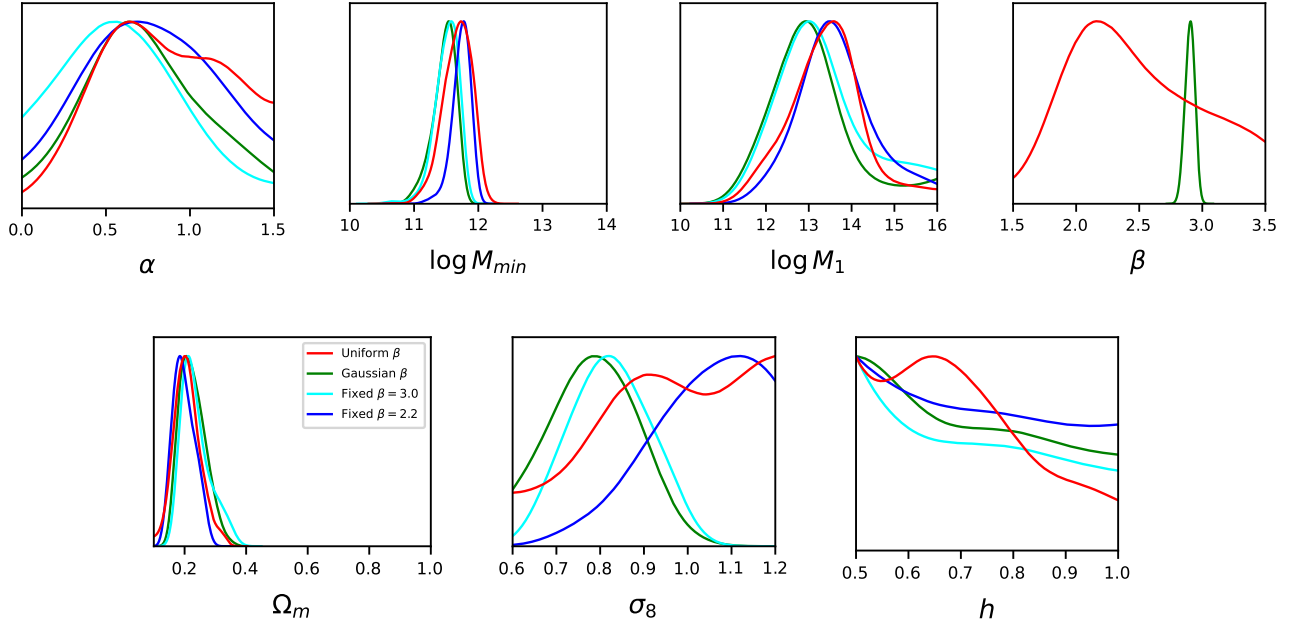 0.0 0.5 1.0 1.5
α
10 11 12 13 14
log M_min
10 11 12 13 14 15 16
log M_1
1.5 2.0 2.5 3.0 3.5
β
Uniform β
Gaussian β
Fixed β = 3.0
Fixed β = 2.2
0.2 0.4 0.6 0.8 1.0
Ω_m
0.6 0.7 0.8 0.9 1.0 1.1 1.2
σ_8
0.5 0.6 0.7 0.8 0.9 1.0
h